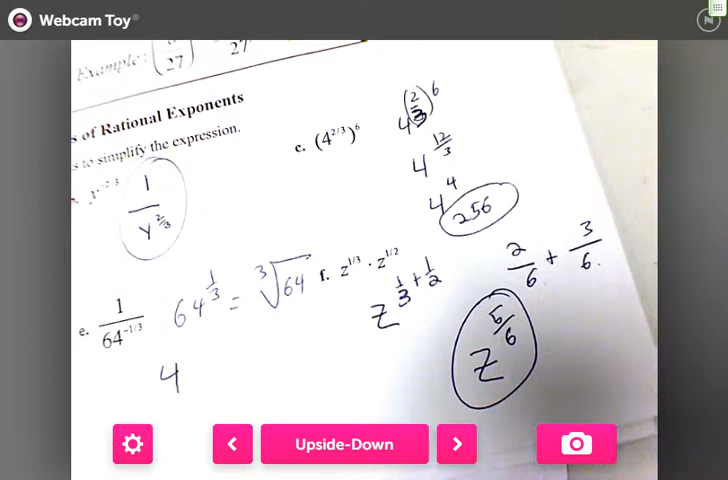 Webcam Toy
Example:
27
27
s of Rational Exponents
s to simplify the expression.
1
y^(2/3)
c. (4^(2/3))^6
4^(2/3)^6
4^(12/3)
4^4
256
e. 1/64^(-1/3)
64^(1/3) = ∛64
4
f. z^(1/3) · z^(1/2)
z^(1/3 + 1/2)
2/6 + 3/6
z^(5/6)
Upside-Down